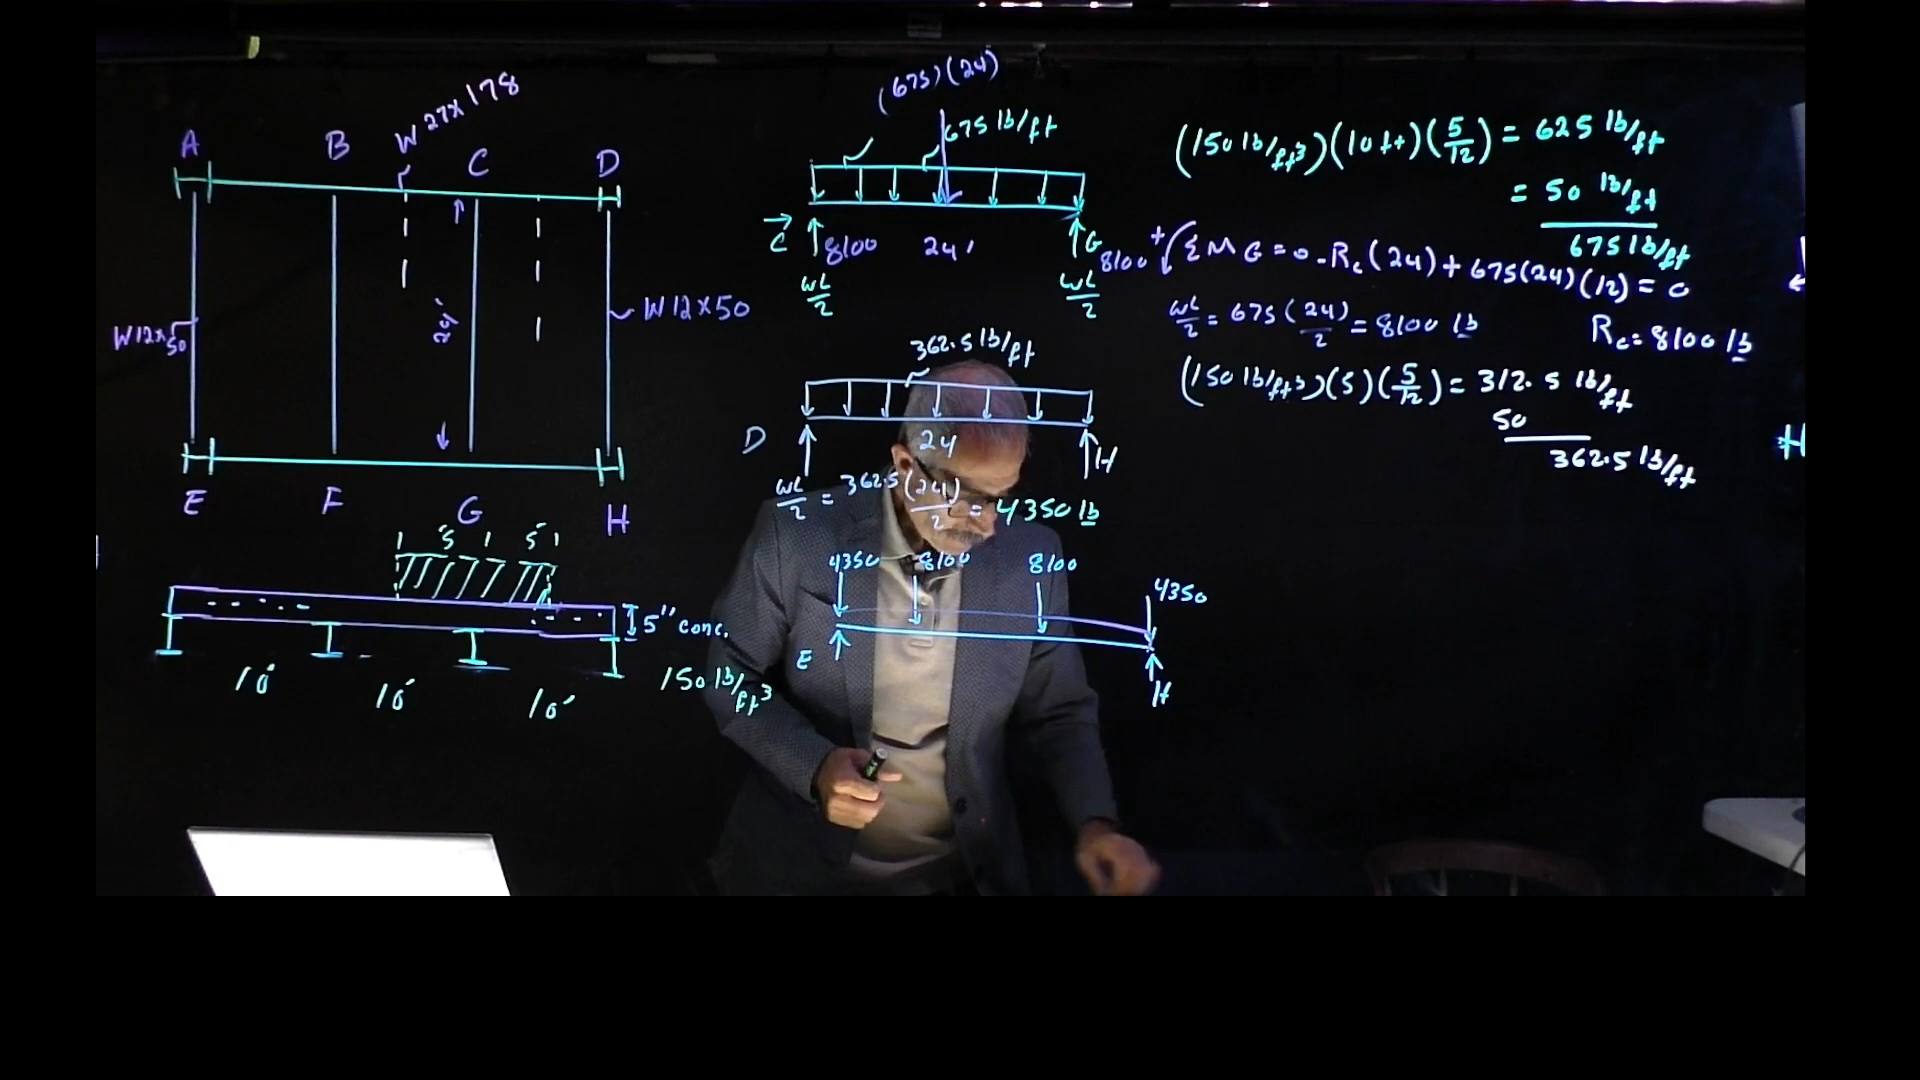 A B W 27x178 C D
W12x50
24'
W 12 x 50
E F G H
5' 5'
5" conc.
10' 10' 10'
150 lb/ft³
(675)(24)
675 lb/ft
C 8100 24' G 8100
wL/2 wL/2
362.5 lb/ft
D 24 H
wL/2 = 362.5(24)/2 = 4350 lb
4350 8100 8100 4350
E H
(150 lb/ft³)(10 ft)(5/12) = 625 lb/ft
= 50 lb/ft
675 lb/ft
+ΣMG = 0 -Rc(24) + 675(24)(12) = 0
wL/2 = 675(24)/2 = 8100 lb
Rc = 8100 lb
(150 lb/ft³)(5)(5/12) = 312.5 lb/ft
50
362.5 lb/ft
H